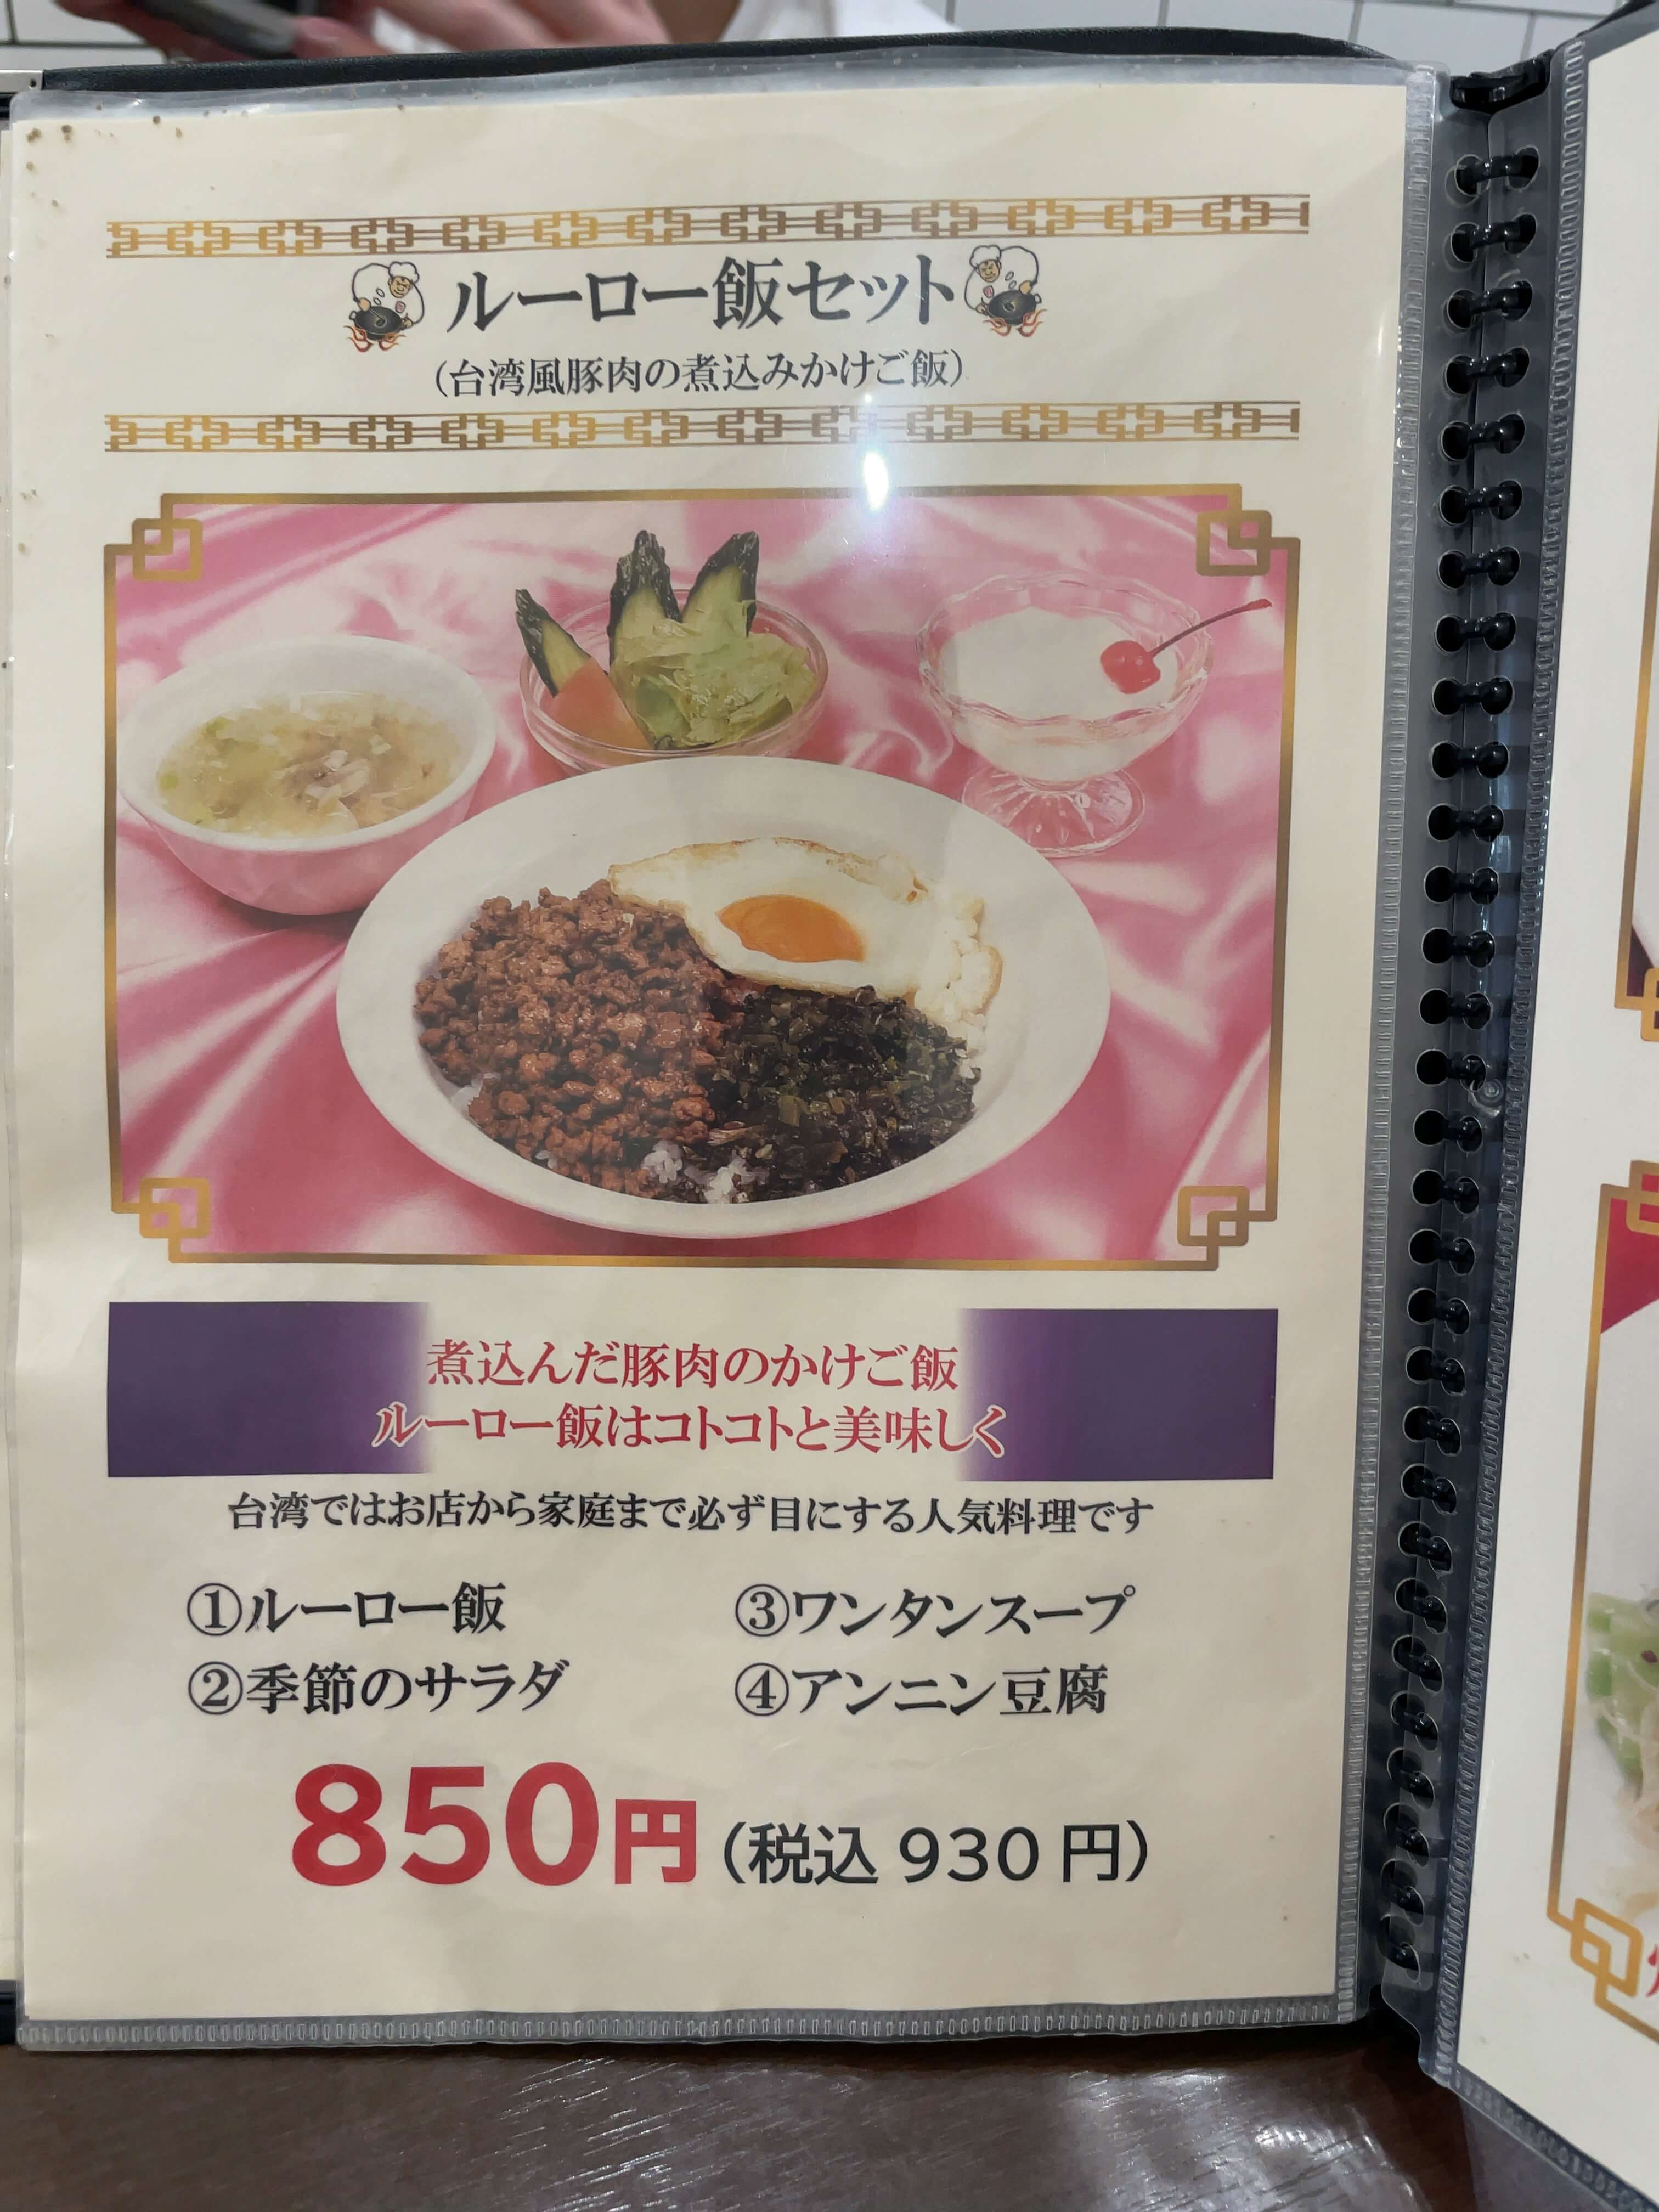 ルーロー飯セット
（台湾風豚肉の煮込みかけご飯）
煮込んだ豚肉のかけご飯
ルーロー飯はコトコトと美味しく
台湾ではお店から家庭まで必ず目にする人気料理です
①ルーロー飯
②季節のサラダ
③ワンタンスープ
④アンニン豆腐
850円（税込 930 円）